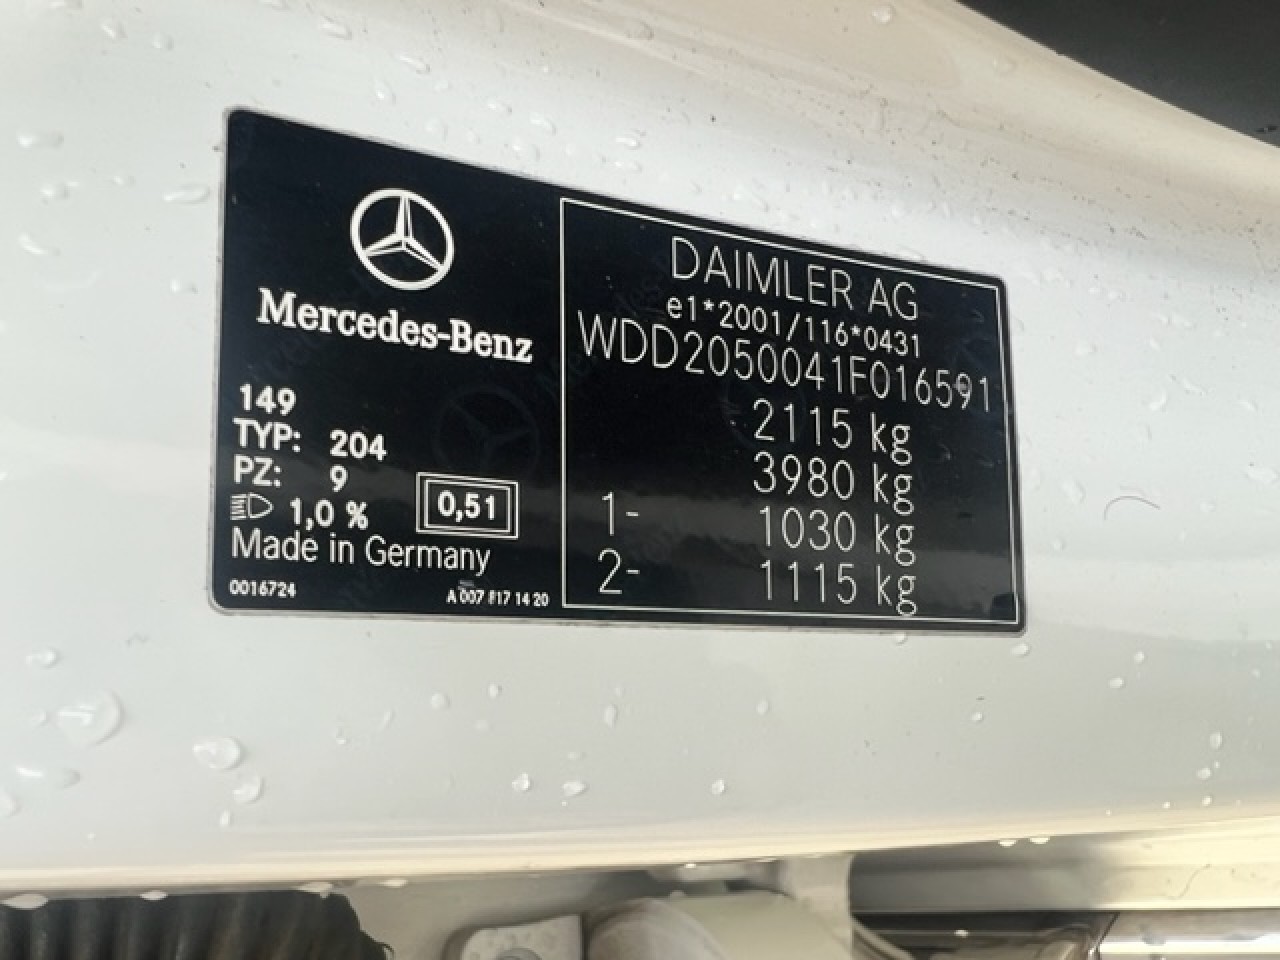 Mercedes-Benz
149
TYP: 204
PZ: 9
1,0 %
0,51
Made in Germany
0016724
A 007 817 14 20
DAIMLER AG
e1*2001/116*0431
WDD2050041F016591
2115 kg
3980 kg
1- 1030 kg
2- 1115 kg